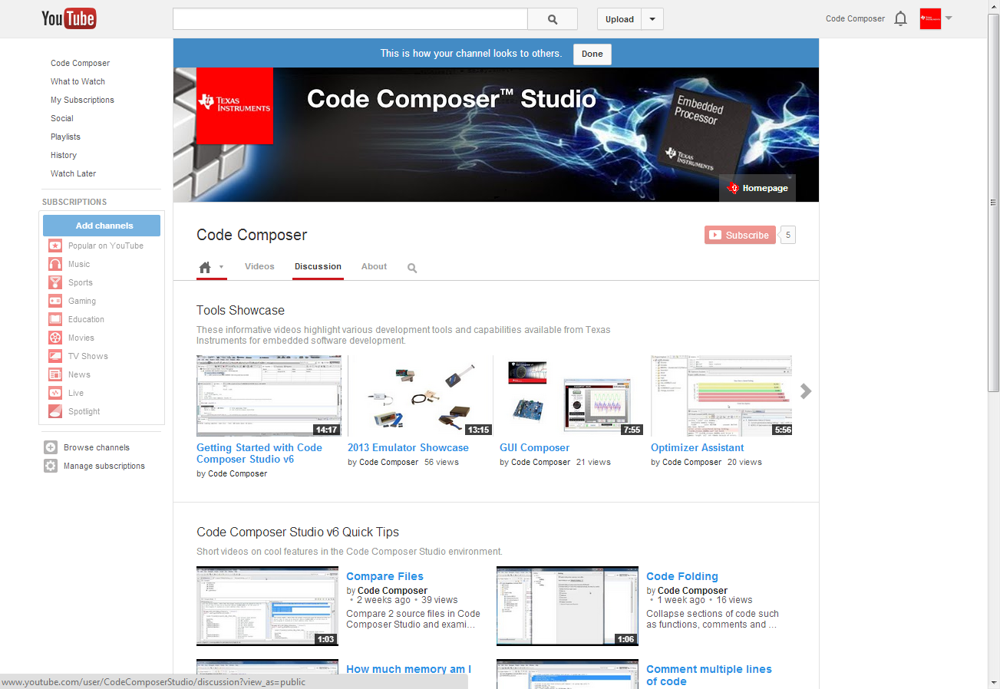 YouTube
Upload
Code Composer
This is how your channel looks to others.
Done
Code Composer
What to Watch
My Subscriptions
Social
Playlists
History
Watch Later
SUBSCRIPTIONS
Add channels
Popular on YouTube
Music
Sports
Gaming
Education
Movies
TV Shows
News
Live
Spotlight
Browse channels
Manage subscriptions
TEXAS
INSTRUMENTS
Code Composer™ Studio
Embedded
Processor
TEXAS
INSTRUMENTS
Homepage
Code Composer
Subscribe 5
Videos Discussion About
Tools Showcase
These informative videos highlight various development tools and capabilities available from Texas
Instruments for embedded software development.
14:17 13:15 7:55 5:56
Getting Started with Code
Composer Studio v6
by Code Composer
2013 Emulator Showcase
by Code Composer 56 views
GUI Composer
by Code Composer 21 views
Optimizer Assistant
by Code Composer 20 views
Code Composer Studio v6 Quick Tips
Short videos on cool features in the Code Composer Studio environment.
1:03
Compare Files
by Code Composer
• 2 weeks ago • 39 views
Compare 2 source files in Code
Composer Studio and exami...
1:06
Code Folding
by Code Composer
• 1 week ago • 16 views
Collapse sections of code such
as functions, comments and ...
How much memory am I
Comment multiple lines
of code
www.youtube.com/user/CodeComposerStudio/discussion?view_as=public